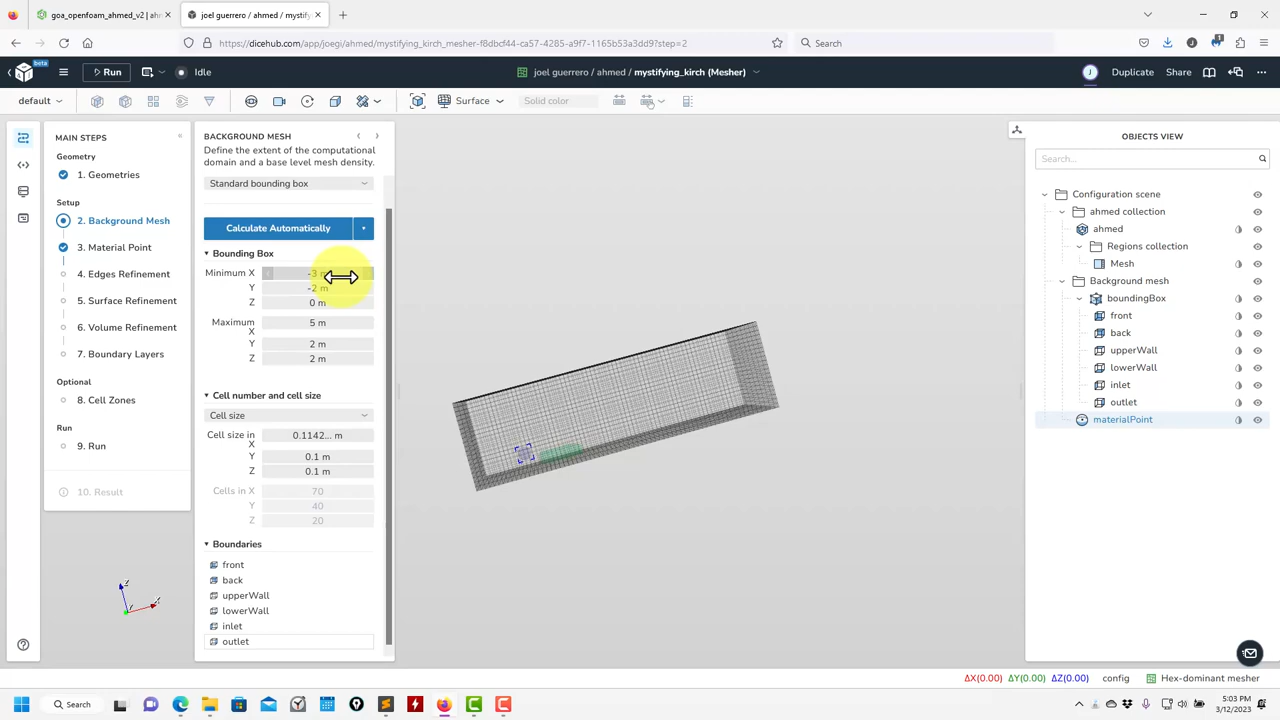 goa_openfoam_ahmed_v2 | ahm
joel guerrero / ahmed / mystify
https://dicehub.com/app/joegi/ahmed/mystifying_kirch_mesher-f8dbcf44-ca57-4285-a9f7-1165b53a3dd9?step=2
Search
beta
Run
Idle
joel guerrero / ahmed / mystifying_kirch (Mesher)
J
Duplicate
Share
default
Surface
Solid color
MAIN STEPS
Geometry
1. Geometries
Setup
2. Background Mesh
3. Material Point
4. Edges Refinement
5. Surface Refinement
6. Volume Refinement
7. Boundary Layers
Optional
8. Cell Zones
Run
9. Run
10. Result
BACKGROUND MESH
Define the extent of the computational
domain and a base level mesh density.
Standard bounding box
Calculate Automatically
Bounding Box
Minimum X -3 m
Y -2 m
Z 0 m
Maximum X 5 m
Y 2 m
Z 2 m
Cell number and cell size
Cell size
Cell size in X 0.1142... m
Y 0.1 m
Z 0.1 m
Cells in X 70
Y 40
Z 20
Boundaries
front
back
upperWall
lowerWall
inlet
outlet
Z
X
Y
OBJECTS VIEW
Search...
Configuration scene
ahmed collection
ahmed
Regions collection
Mesh
Background mesh
boundingBox
front
back
upperWall
lowerWall
inlet
outlet
materialPoint
ΔX(0.00) ΔY(0.00) ΔZ(0.00) config Hex-dominant mesher
Search
5:03 PM
3/12/2023